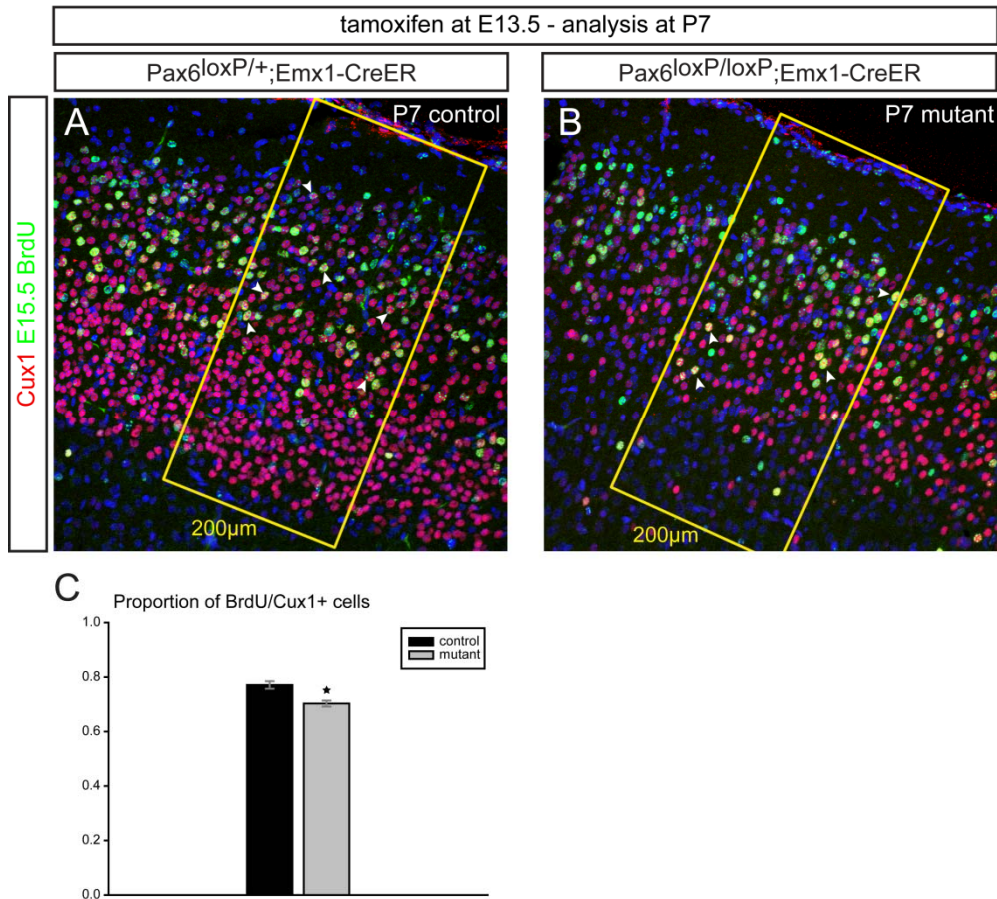 tamoxifen at E13.5 - analysis at P7
Pax6loxP/+;Emx1-CreER
Pax6loxP/loxP;Emx1-CreER
Cux1 E15.5 BrdU
A
P7 control
200µm
B
P7 mutant
200µm
C
Proportion of BrdU/Cux1+ cells
1.0
0.8
0.6
0.4
0.2
0.0
control
mutant